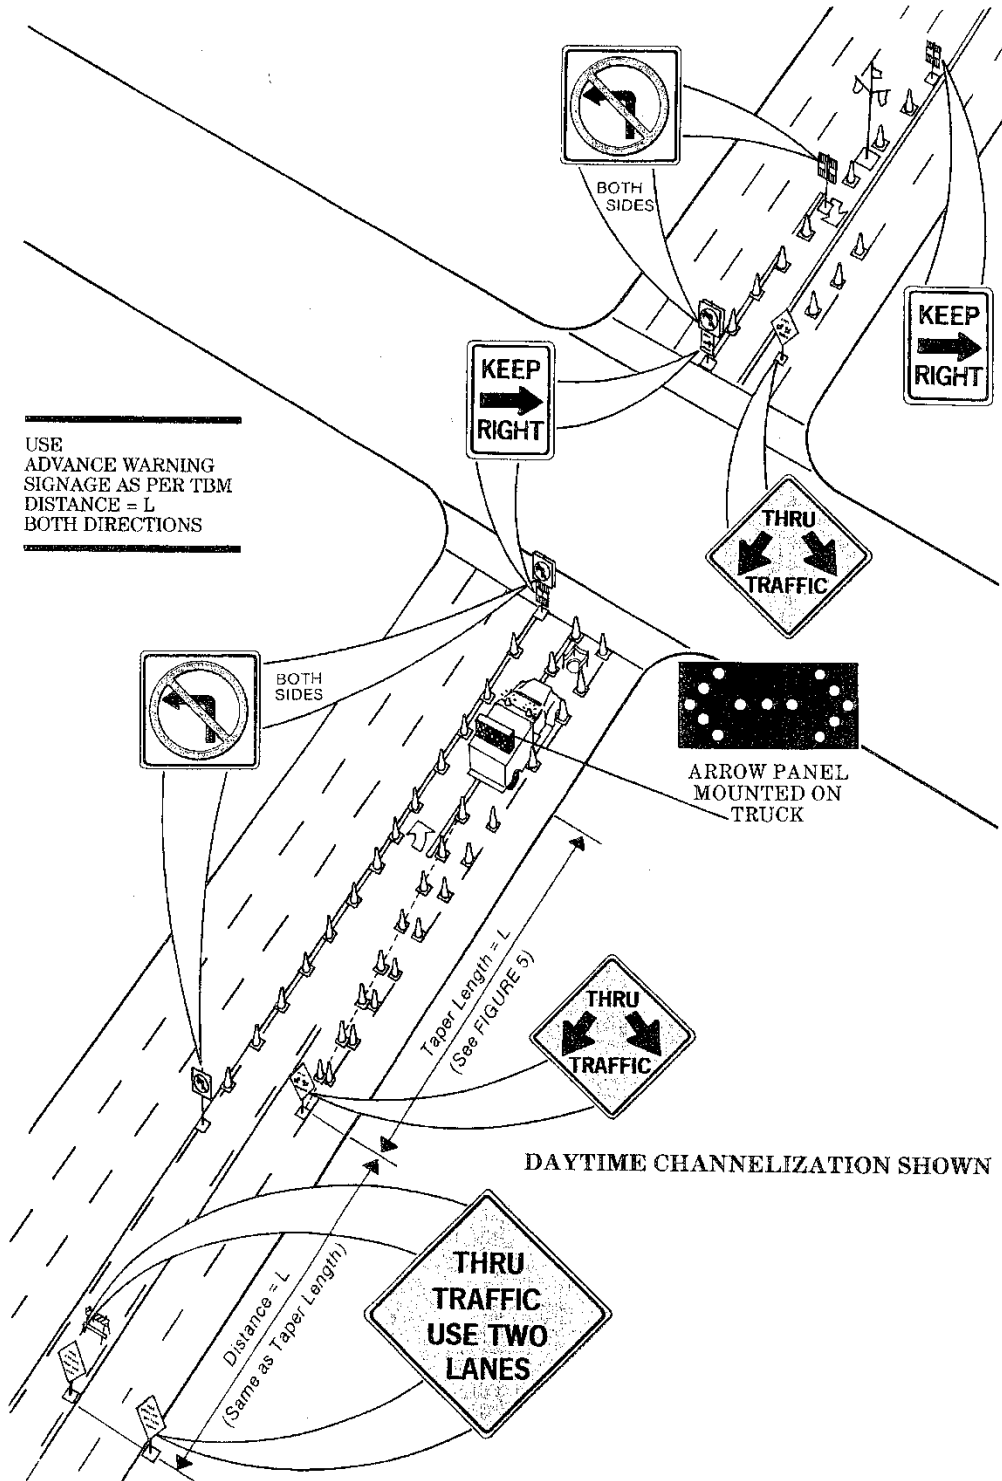 BOTH
SIDES
KEEP
RIGHT
KEEP
RIGHT
USE
ADVANCE WARNING
SIGNAGE AS PER TBM
DISTANCE = L
BOTH DIRECTIONS
THRU
TRAFFIC
BOTH
SIDES
ARROW PANEL
MOUNTED ON
TRUCK
Taper Length = L
(See FIGURE 5)
THRU
TRAFFIC
DAYTIME CHANNELIZATION SHOWN
Distance = L
(Same as Taper Length)
THRU
TRAFFIC
USE TWO
LANES